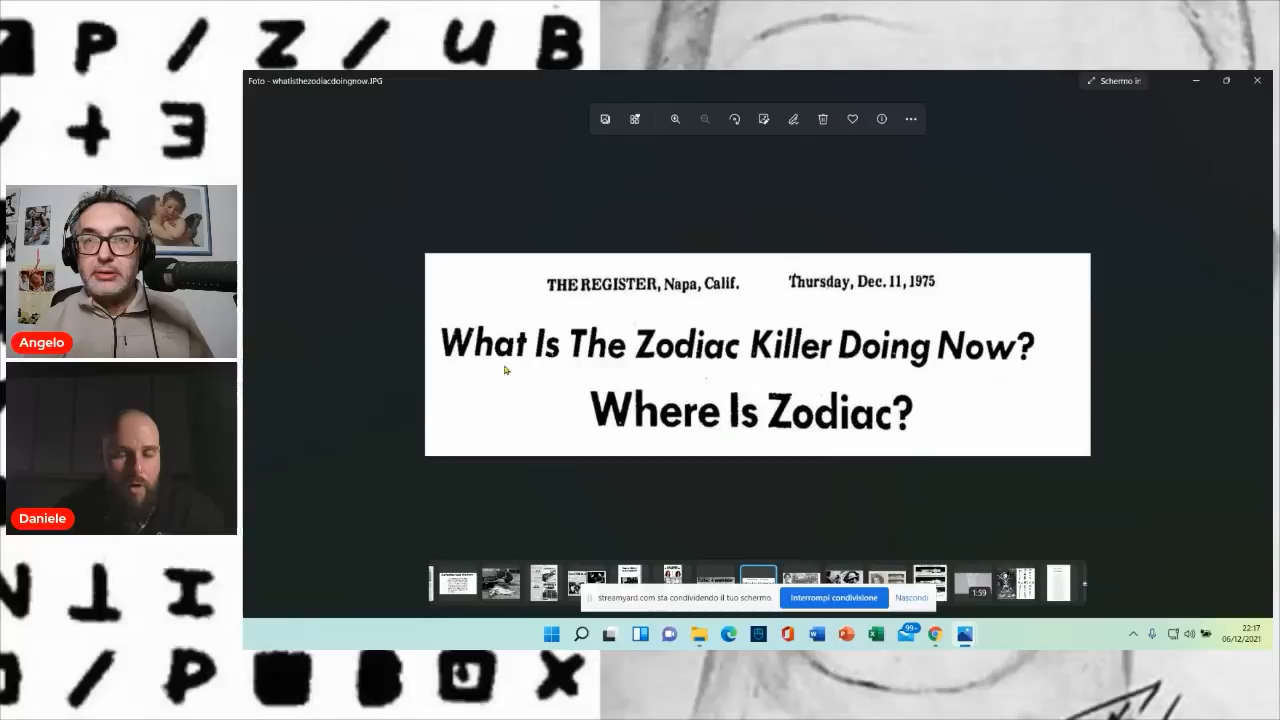 P / Z / U B
+
Foto - whatisthezodiacdoingnow.JPG
Schermo in
THE REGISTER, Napa, Calif. Thursday, Dec. 11, 1975
What Is The Zodiac Killer Doing Now?
Where Is Zodiac?
Angelo
Daniele
1:59
streamyard.com sta condividendo il tuo schermo.
Interrompi condivisione
Nascondi
99+
22:17
06/12/2021
/ P